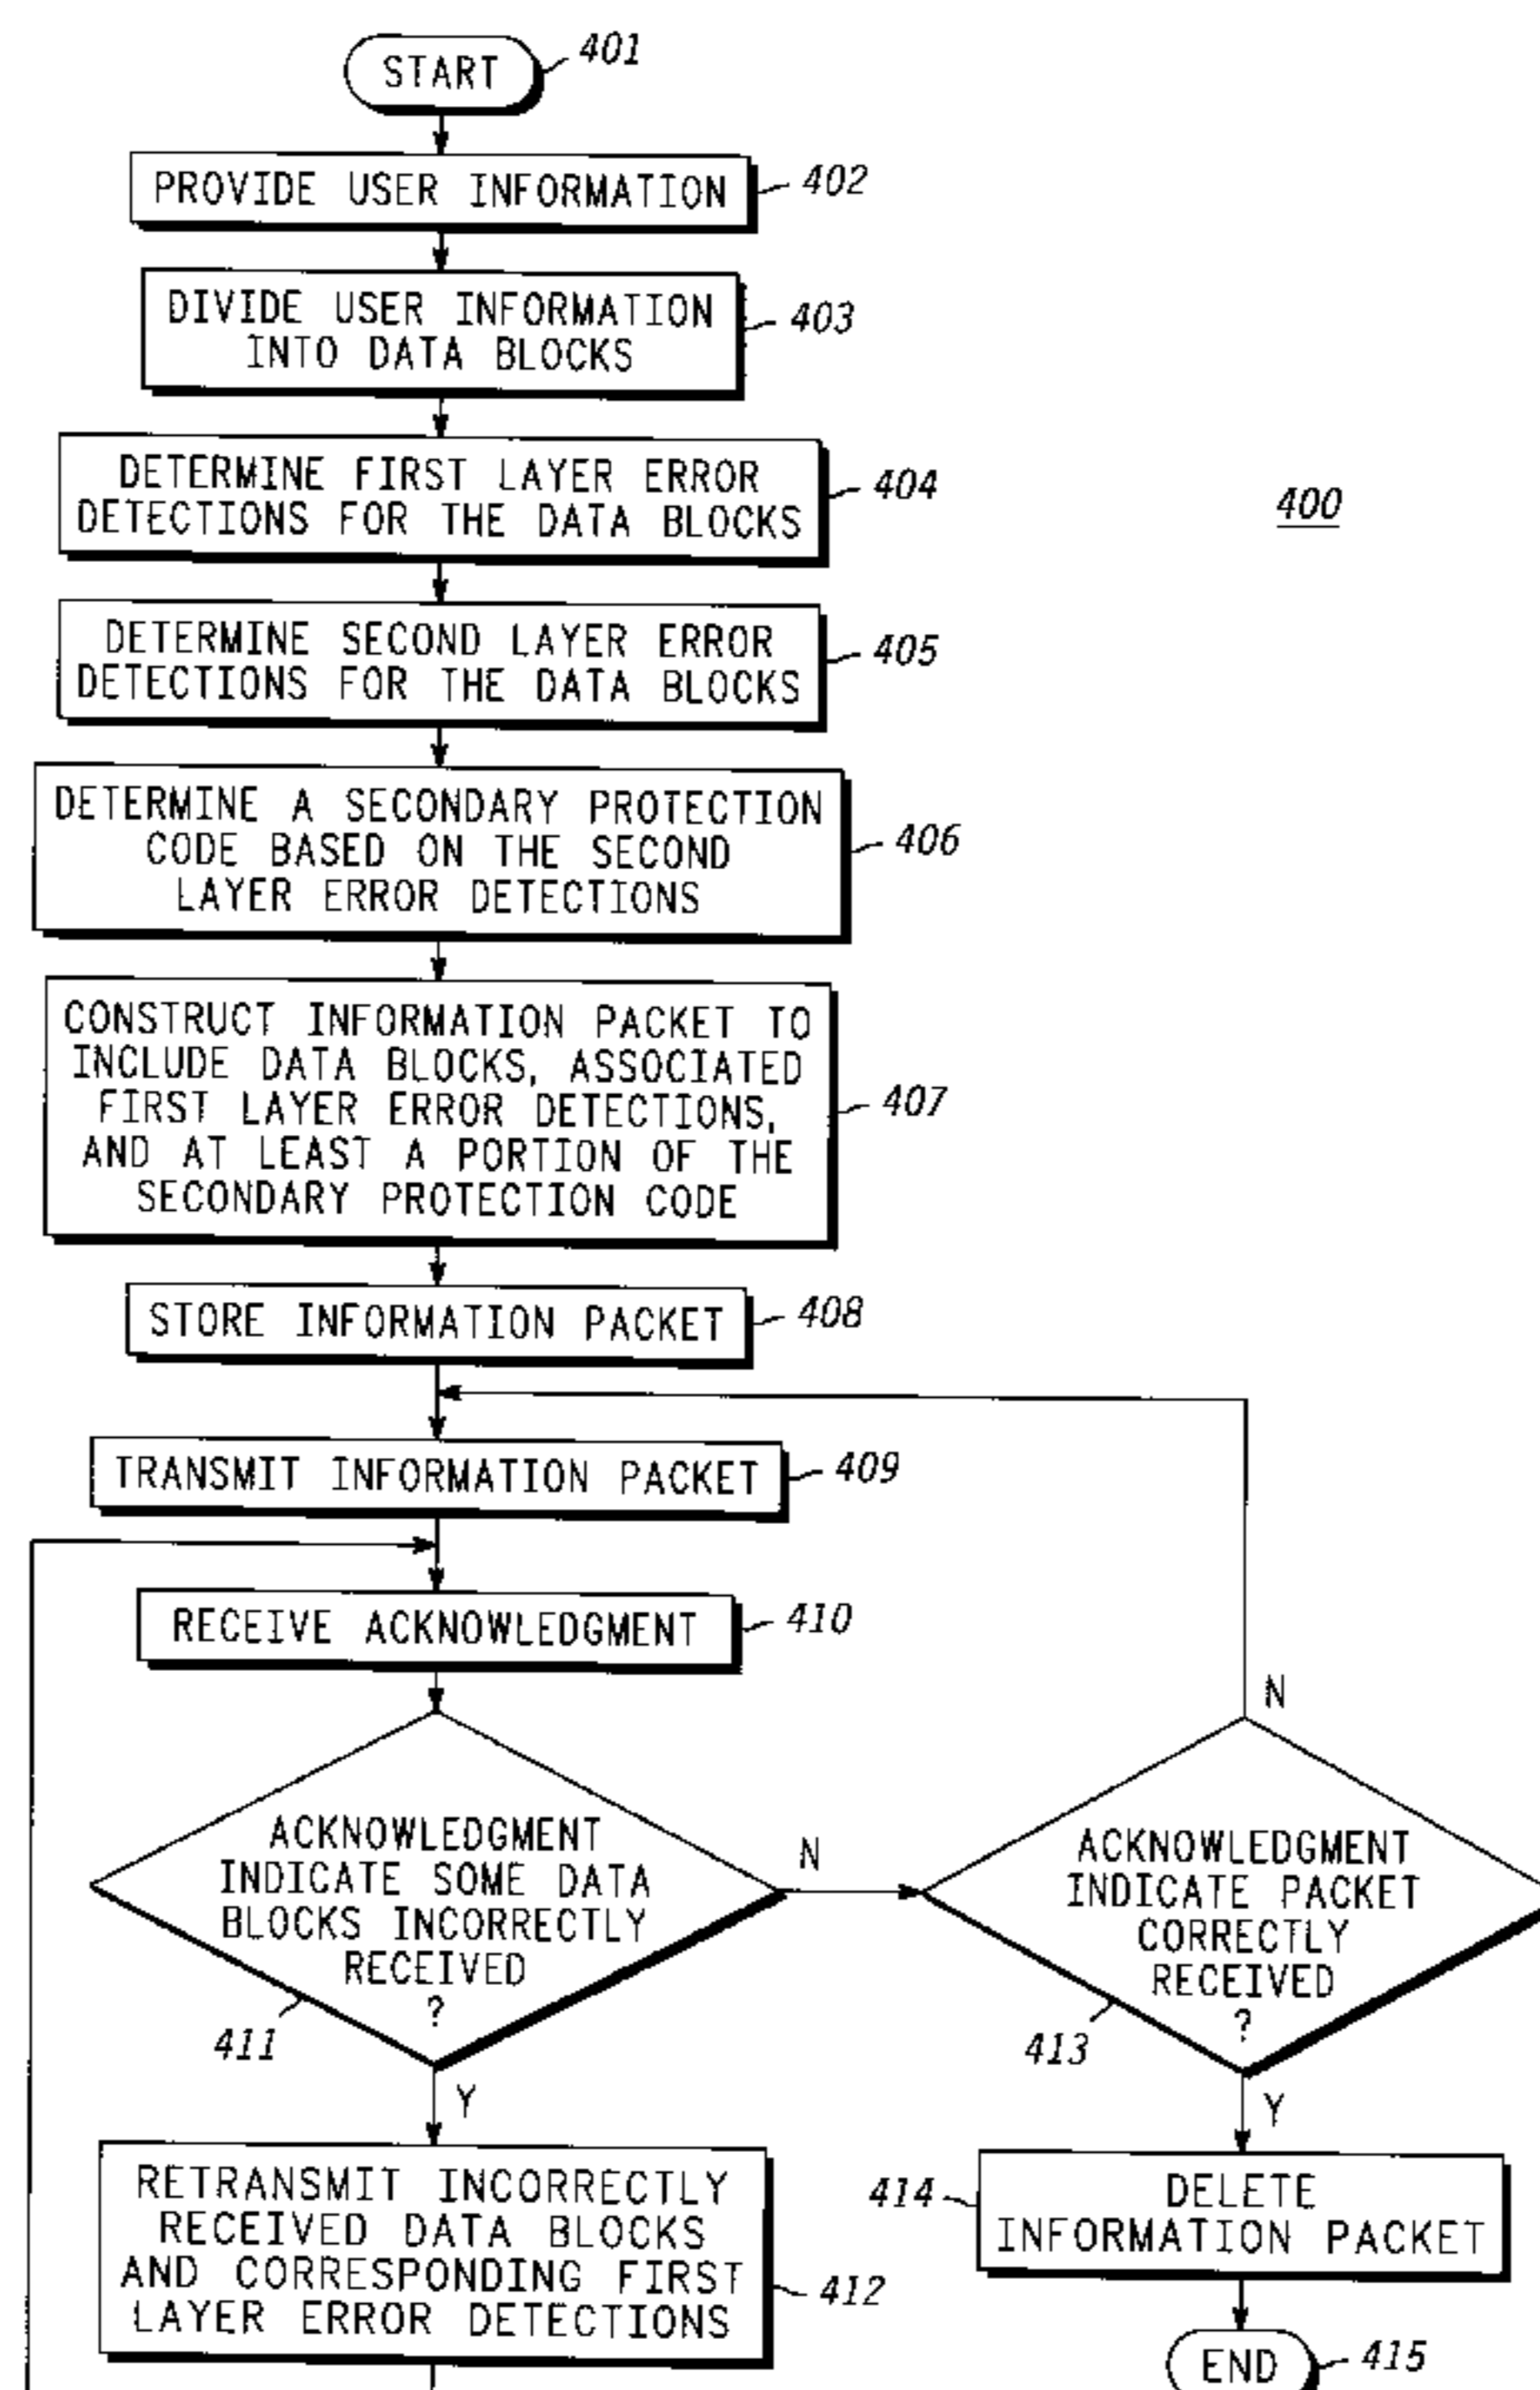 START
401
PROVIDE USER INFORMATION
402
DIVIDE USER INFORMATION
INTO DATA BLOCKS
403
DETERMINE FIRST LAYER ERROR
DETECTIONS FOR THE DATA BLOCKS
404
400
DETERMINE SECOND LAYER ERROR
DETECTIONS FOR THE DATA BLOCKS
405
DETERMINE A SECONDARY PROTECTION
CODE BASED ON THE SECOND
LAYER ERROR DETECTIONS
406
CONSTRUCT INFORMATION PACKET TO
INCLUDE DATA BLOCKS, ASSOCIATED
FIRST LAYER ERROR DETECTIONS,
AND AT LEAST A PORTION OF THE
SECONDARY PROTECTION CODE
407
STORE INFORMATION PACKET
408
TRANSMIT INFORMATION PACKET
409
RECEIVE ACKNOWLEDGMENT
410
ACKNOWLEDGMENT
INDICATE SOME DATA
BLOCKS INCORRECTLY
RECEIVED
?
411
N
Y
ACKNOWLEDGMENT
INDICATE PACKET
CORRECTLY
RECEIVED
?
413
N
Y
RETRANSMIT INCORRECTLY
RECEIVED DATA BLOCKS
AND CORRESPONDING FIRST
LAYER ERROR DETECTIONS
412
414
DELETE
INFORMATION PACKET
END
415